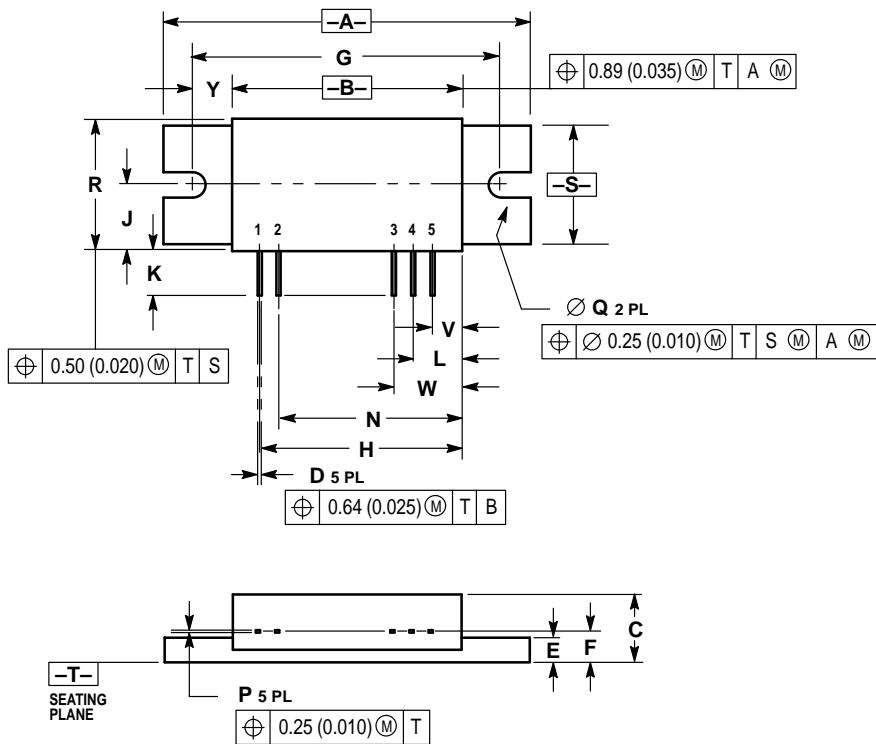 –A–
G
⌖ 0.89 (0.035) Ⓜ T A Ⓜ
Y –B–
R
–S–
J
1 2 3 4 5
K
∅ Q 2 PL
V
⌖ ∅ 0.25 (0.010) Ⓜ T S Ⓜ A Ⓜ
L
⌖ 0.50 (0.020) Ⓜ T S
W
N
H
D 5 PL
⌖ 0.64 (0.025) Ⓜ T B
C
E F
–T–
SEATING
PLANE
P 5 PL
⌖ 0.25 (0.010) Ⓜ T